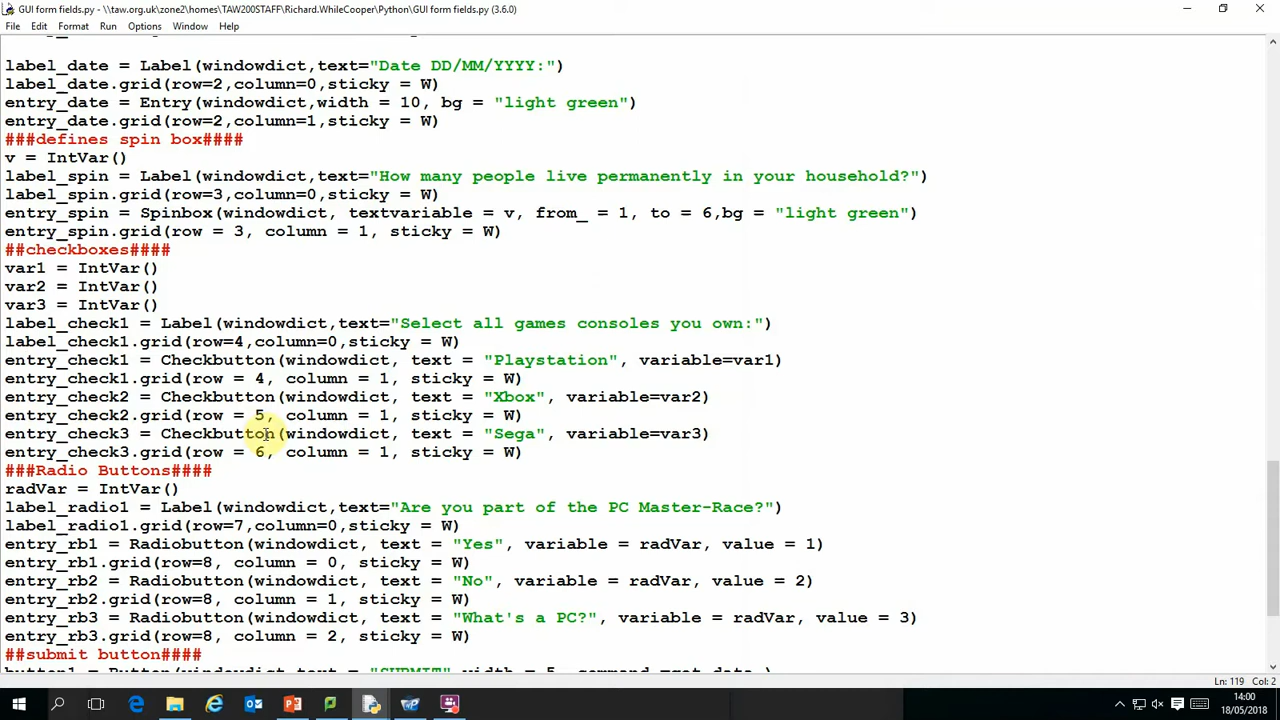 GUI form fields.py - \\taw.org.uk\zone2\homes\TAW200STAFF\Richard.WhileCooper\Python\GUI form fields.py (3.6.0)
File Edit Format Run Options Window Help
label_date = Label(windowdict,text="Date DD/MM/YYYY:")
label_date.grid(row=2,column=0,sticky = W)
entry_date = Entry(windowdict,width = 10, bg = "light green")
entry_date.grid(row=2,column=1,sticky = W)
###defines spin box####
v = IntVar()
label_spin = Label(windowdict,text="How many people live permanently in your household?")
label_spin.grid(row=3,column=0,sticky = W)
entry_spin = Spinbox(windowdict, textvariable = v, from_ = 1, to = 6,bg = "light green")
entry_spin.grid(row = 3, column = 1, sticky = W)
##checkboxes####
var1 = IntVar()
var2 = IntVar()
var3 = IntVar()
label_check1 = Label(windowdict,text="Select all games consoles you own:")
label_check1.grid(row=4,column=0,sticky = W)
entry_check1 = Checkbutton(windowdict, text = "Playstation", variable=var1)
entry_check1.grid(row = 4, column = 1, sticky = W)
entry_check2 = Checkbutton(windowdict, text = "Xbox", variable=var2)
entry_check2.grid(row = 5, column = 1, sticky = W)
entry_check3 = Checkbutton(windowdict, text = "Sega", variable=var3)
entry_check3.grid(row = 6, column = 1, sticky = W)
###Radio Buttons####
radVar = IntVar()
label_radio1 = Label(windowdict,text="Are you part of the PC Master-Race?")
label_radio1.grid(row=7,column=0,sticky = W)
entry_rb1 = Radiobutton(windowdict, text = "Yes", variable = radVar, value = 1)
entry_rb1.grid(row=8, column = 0, sticky = W)
entry_rb2 = Radiobutton(windowdict, text = "No", variable = radVar, value = 2)
entry_rb2.grid(row=8, column = 1, sticky = W)
entry_rb3 = Radiobutton(windowdict, text = "What's a PC?", variable = radVar, value = 3)
entry_rb3.grid(row=8, column = 2, sticky = W)
##submit button####
button1 = Button(windowdict,text = "SUBMIT",width = 5, command =get_data )
Ln: 119 Col: 2
14:00
18/05/2018